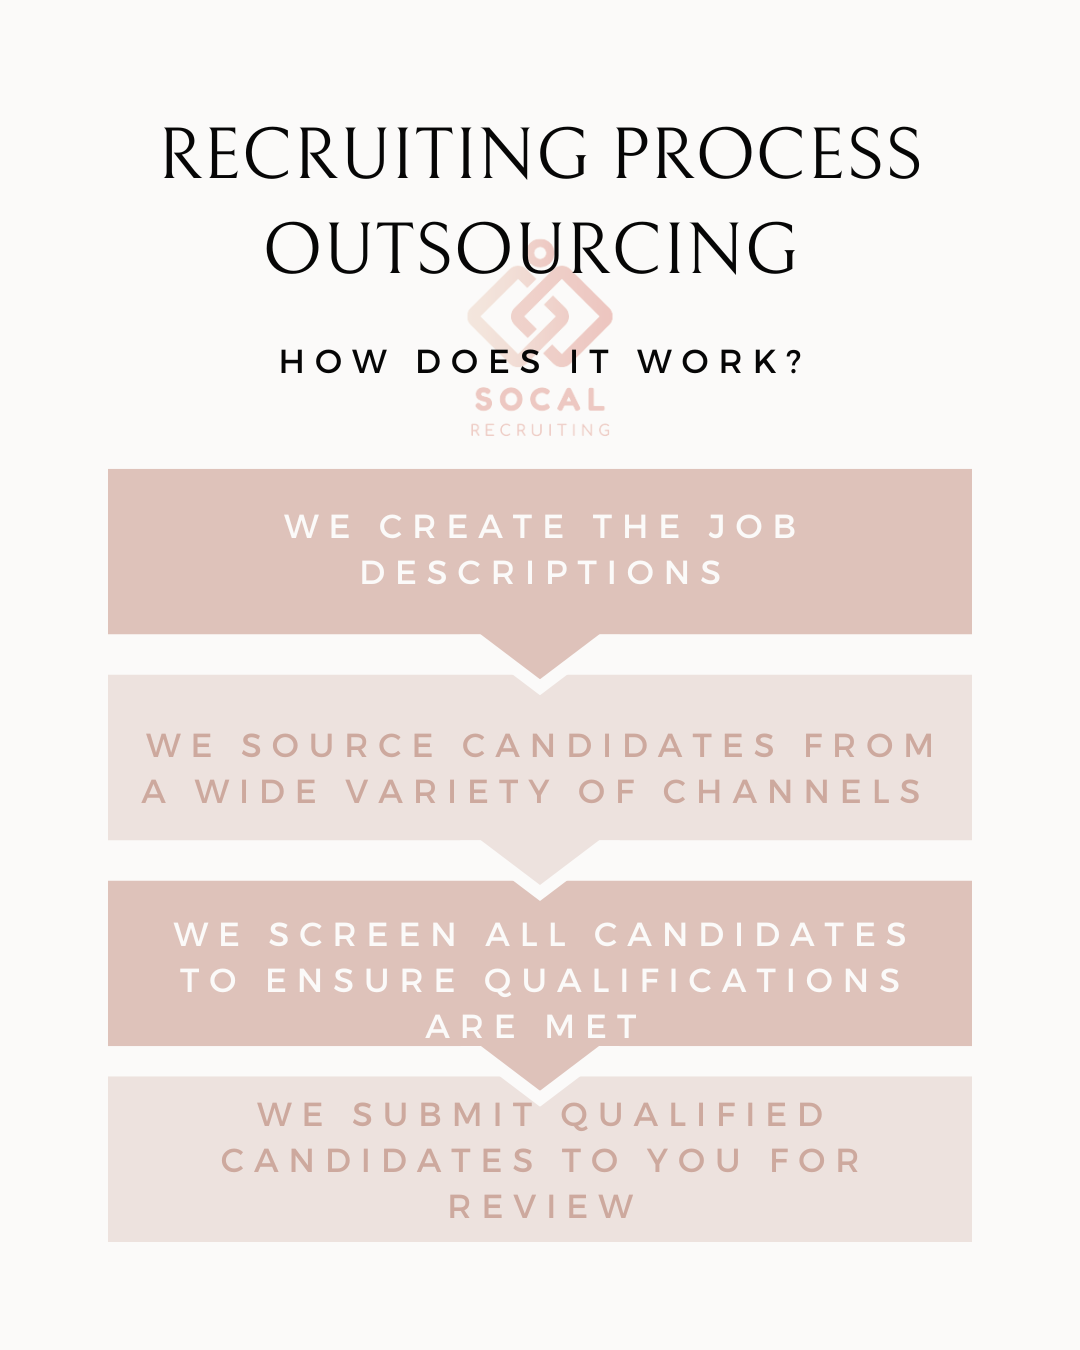 RECRUITING PROCESS
OUTSOURCING
HOW DOES IT WORK?
SOCAL
RECRUITING
WE CREATE THE JOB
DESCRIPTIONS
WE SOURCE CANDIDATES FROM
A WIDE VARIETY OF CHANNELS
WE SCREEN ALL CANDIDATES
TO ENSURE QUALIFICATIONS
ARE MET
WE SUBMIT QUALIFIED
CANDIDATES TO YOU FOR
REVIEW